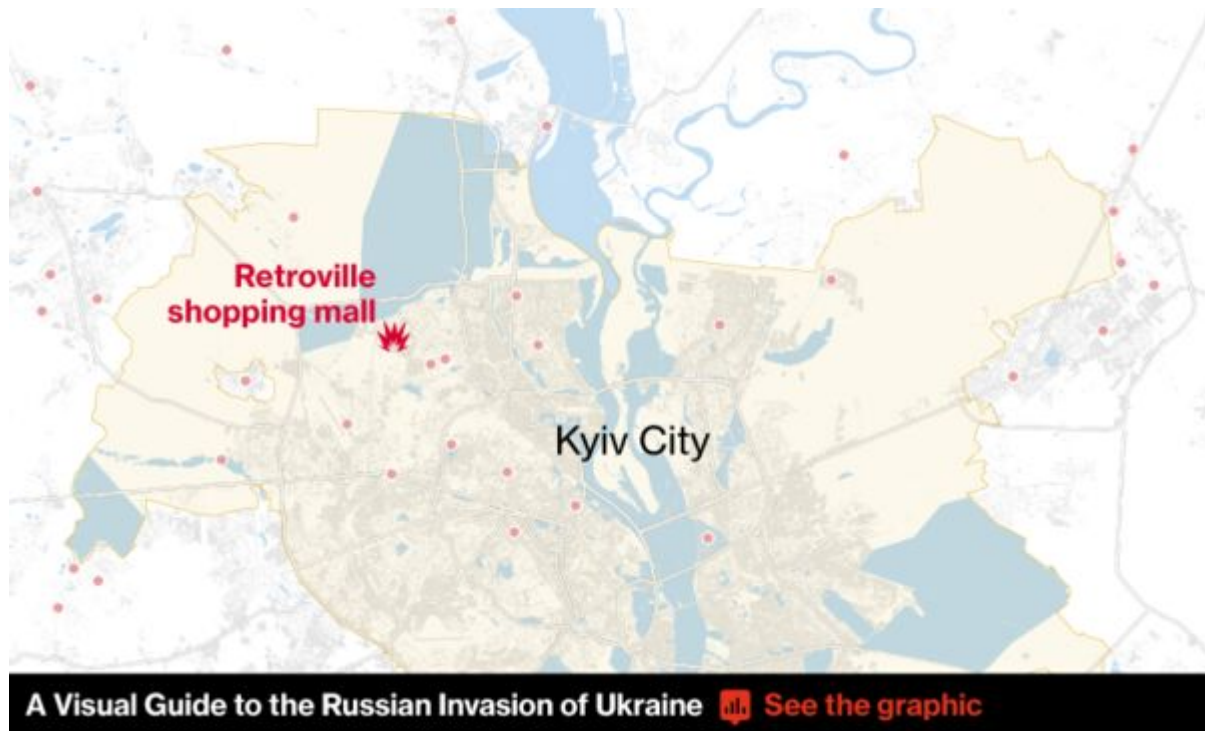 Retroville
shopping mall
Kyiv City
A Visual Guide to the Russian Invasion of Ukraine See the graphic